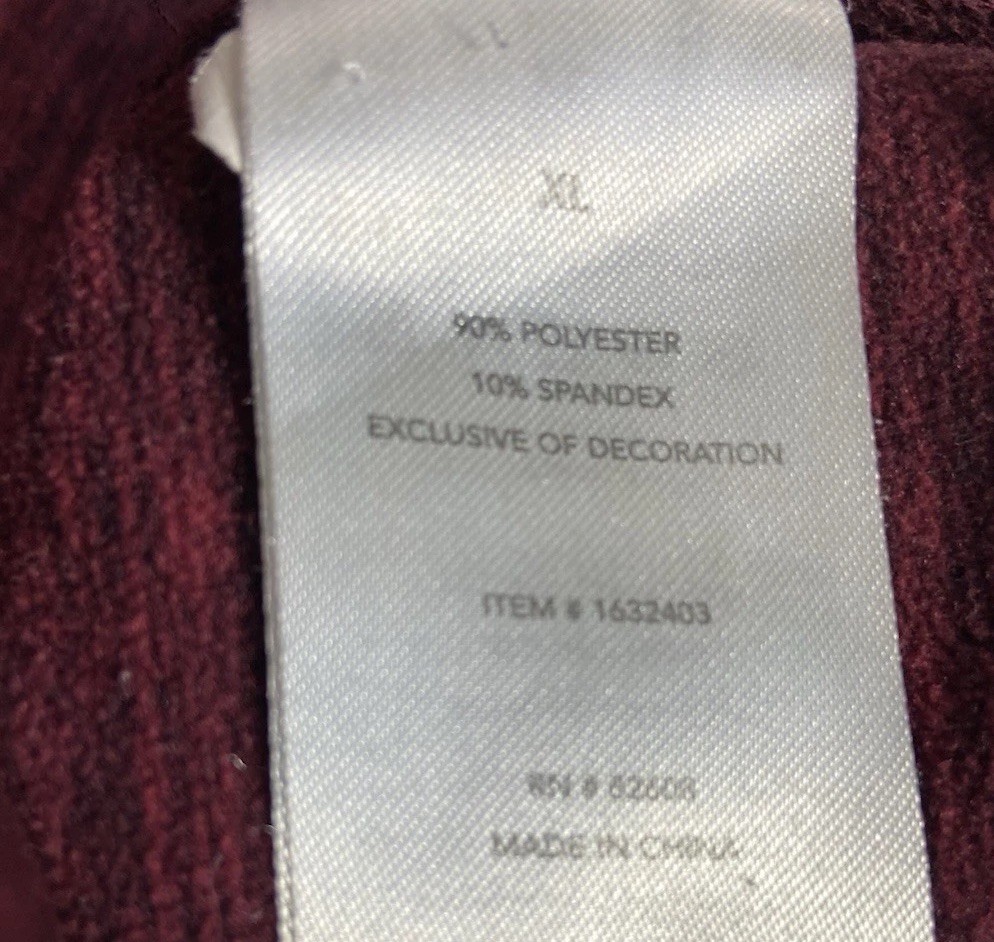 XL
90% POLYESTER
10% SPANDEX
EXCLUSIVE OF DECORATION
ITEM # 1632403
RN #
MADE IN CHINA